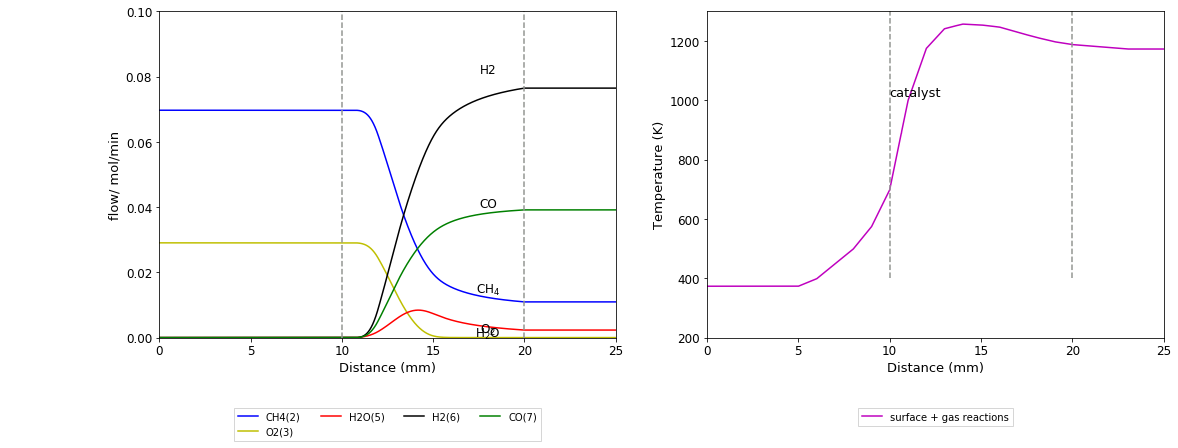 0.10
0.08
0.06
0.04
0.02
0.00
flow/ mol/min
H2
CO
CH₄
O₂
H₂O
0 5 10 15 20 25
Distance (mm)
CH4(2) H2O(5) H2(6) CO(7)
O2(3)
1200
1000
800
600
400
200
Temperature (K)
catalyst
0 5 10 15 20 25
Distance (mm)
surface + gas reactions